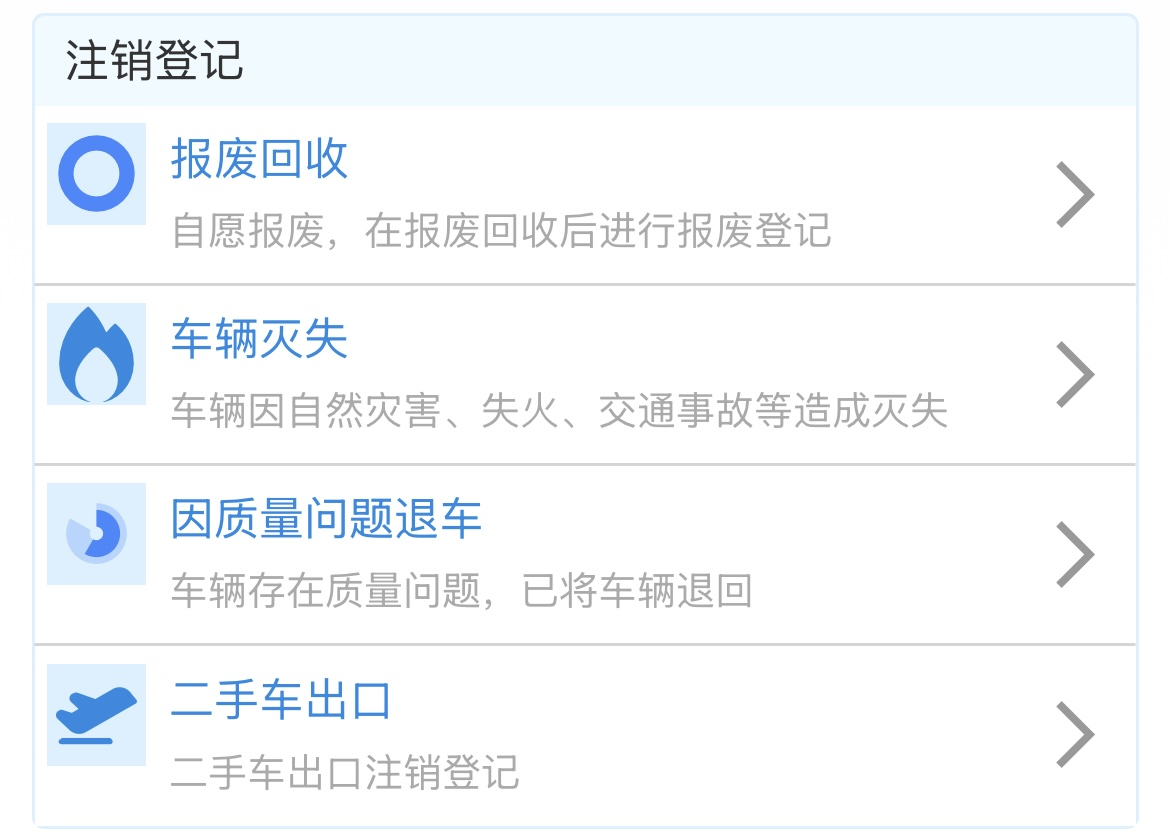 注销登记
报废回收
自愿报废，在报废回收后进行报废登记
车辆灭失
车辆因自然灾害、失火、交通事故等造成灭失
因质量问题退车
车辆存在质量问题，已将车辆退回
二手车出口
二手车出口注销登记